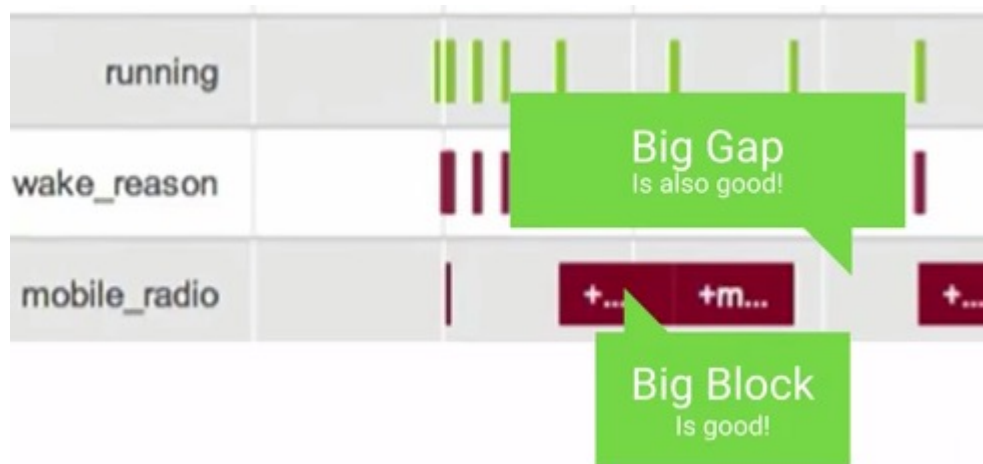 running
Big Gap
Is also good!
wake_reason
mobile_radio
+...
+m...
+...
Big Block
Is good!